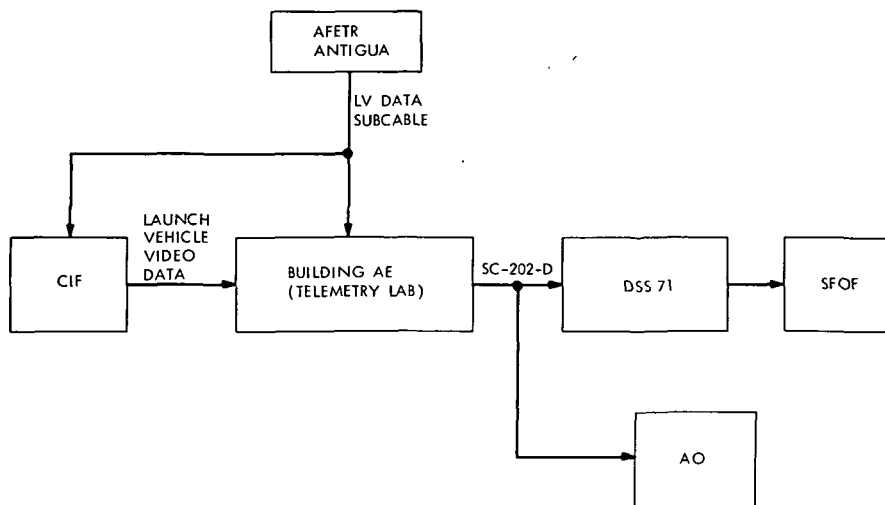 AFETR
ANTIGUA
LV DATA
SUBCABLE
LAUNCH
VEHICLE
VIDEO
DATA
CIF
BUILDING AE
(TELEMETRY LAB)
SC-202-D
DSS 71
SFOF
AO